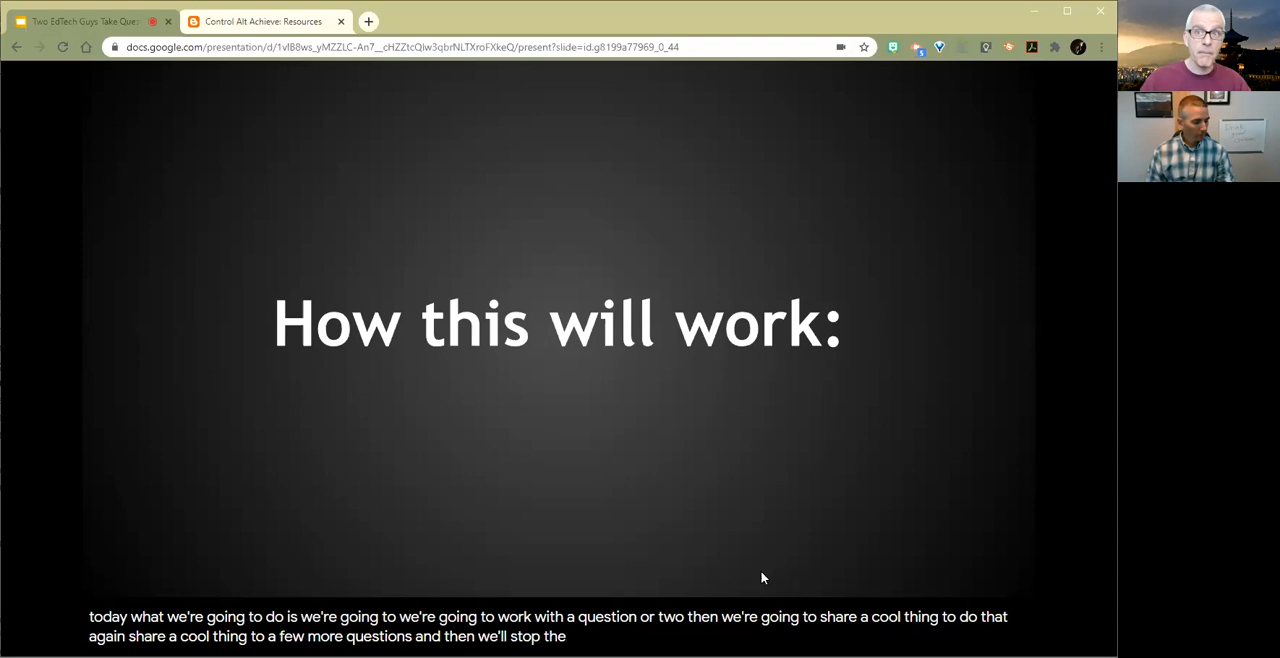 Two EdTech Guys Take Que
Control Alt Achieve: Resources
docs.google.com/presentation/d/1vlB8ws_yMZZLC-An7__cHZZtcQlw3qbrNLTXroFXkeQ/present?slide=id.g8199a77969_0_44
How this will work:
today what we're going to do is we're going to we're going to work with a question or two then we're going to share a cool thing to do that
again share a cool thing to a few more questions and then we'll stop the